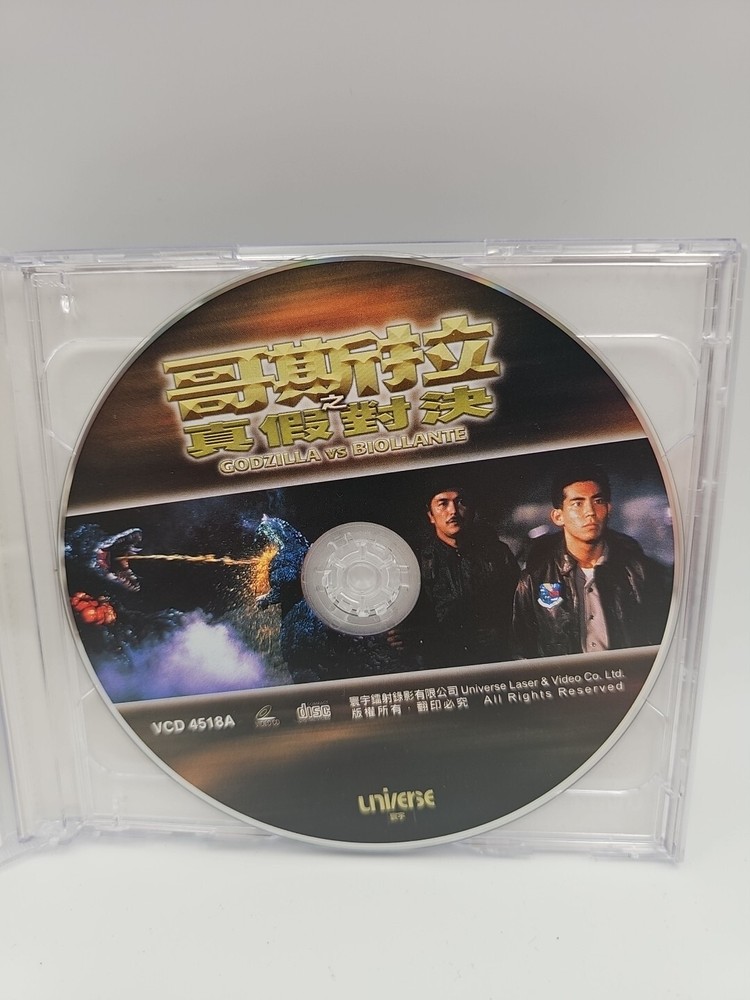 哥斯拉
之
真假對決
GODZILLA vs BIOLLANTE
VCD 4518A
disc
寰宇鐳射錄影有限公司 Universe Laser & Video Co. Ltd.
版權所有．翻印必究 All Rights Reserved
UNIVERSE
寰宇